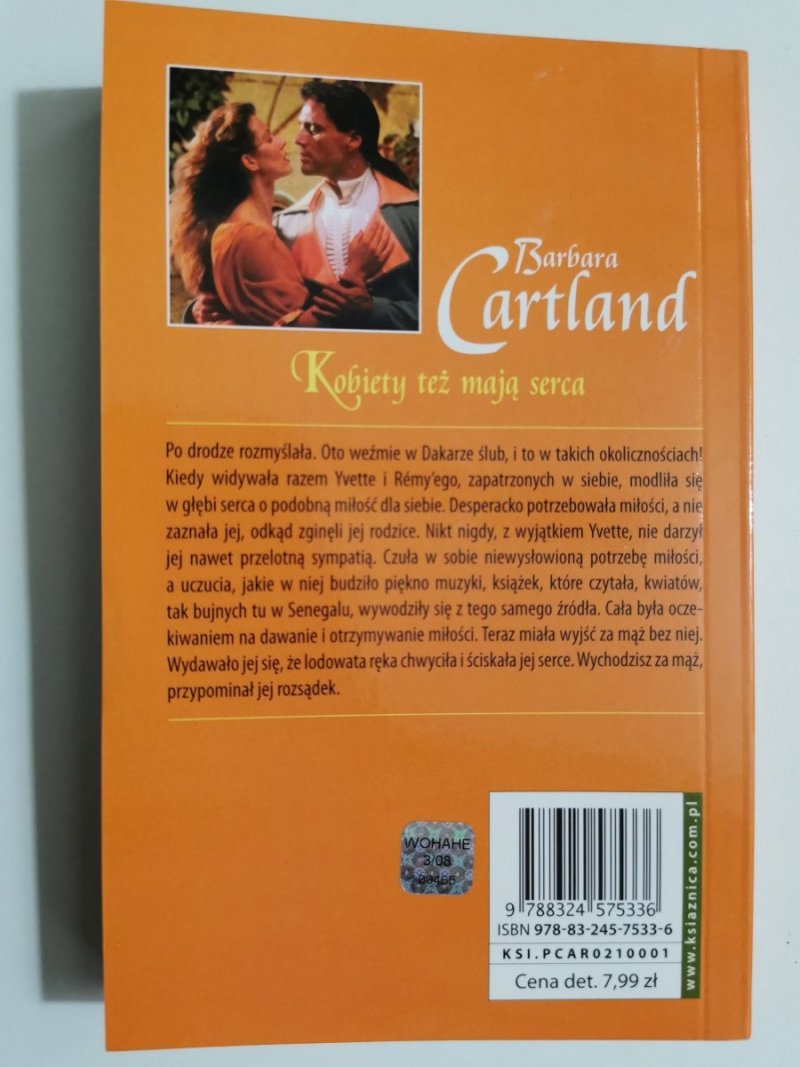 Barbara
Cartland
Kobiety też mają serca
Po drodze rozmyślała. Oto weźmie w Dakarze ślub, i to w takich okolicznościach!
Kiedy widywała razem Yvette i Rémy'ego, zapatrzonych w siebie, modliła się
w głębi serca o podobną miłość dla siebie. Desperacko potrzebowała miłości, a nie
zaznała jej, odkąd zginęli jej rodzice. Nikt nigdy, z wyjątkiem Yvette, nie darzył
jej nawet przelotną sympatią. Czuła w sobie niewysłowioną potrzebę miłości,
a uczucia, jakie w niej budziło piękno muzyki, książek, które czytała, kwiatów,
tak bujnych tu w Senegalu, wywodziły się z tego samego źródła. Cała była ocze-
kiwaniem na dawanie i otrzymywanie miłości. Teraz miała wyjść za mąż bez niej.
Wydawało jej się, że lodowata ręka chwyciła i ściskała jej serce. Wychodzisz za mąż,
przypominał jej rozsądek.
WOHAHE
3/08
00465
9 788324 575336
ISBN 978-83-245-7533-6
KSI.PCAR0210001
Cena det. 7,99 zł
www.ksiaznica.com.pl